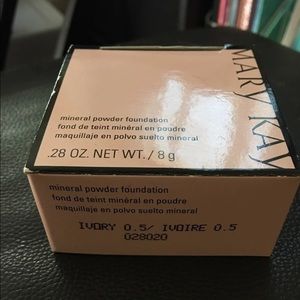 mineral powder foundation
fond de teint minéral en poudre
maquillaje en polvo suelto mineral
.28 OZ. NET WT. / 8 g
MARY KAY
mineral powder foundation
fond de teint minéral en poudre
maquillaje en polvo suelto mineral
IVORY 0.5/ IVOIRE 0.5
028020